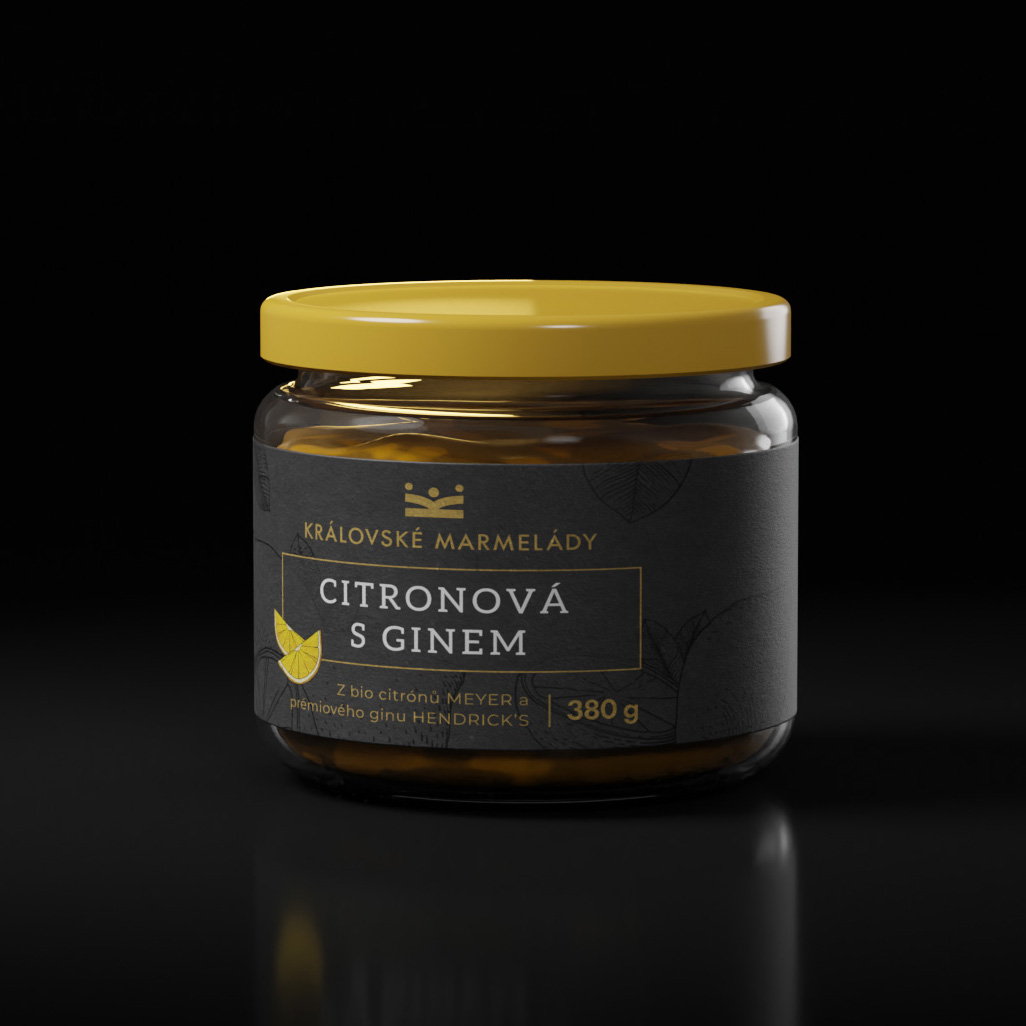 KRÁLOVSKÉ MARMELÁDY
CITRONOVÁ
S GINEM
Z bio citrónů MEYER a
prémiového ginu HENDRICK'S
380 g